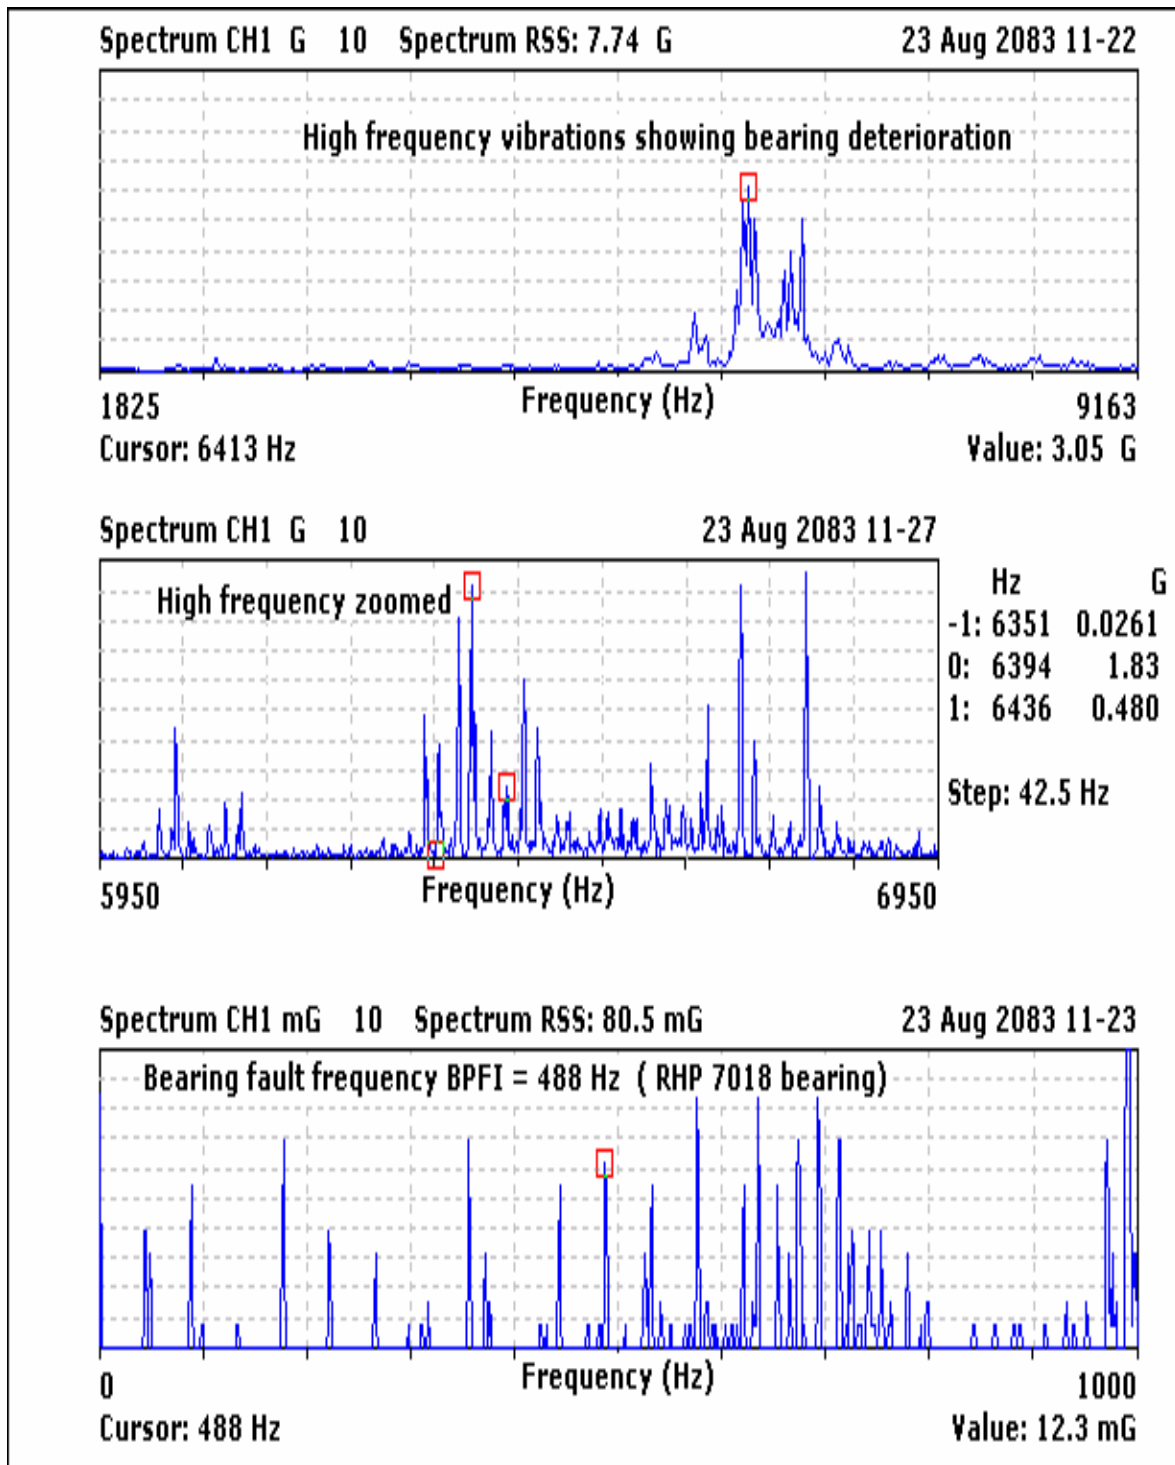 Spectrum CH1 G 10 Spectrum RSS: 7.74 G 23 Aug 2083 11-22
High frequency vibrations showing bearing deterioration
1825 Frequency (Hz) 9163
Cursor: 6413 Hz Value: 3.05 G
Spectrum CH1 G 10 23 Aug 2083 11-27
High frequency zoomed
Hz G
-1: 6351 0.0261
0: 6394 1.83
1: 6436 0.480
Step: 42.5 Hz
5950 Frequency (Hz) 6950
Spectrum CH1 mG 10 Spectrum RSS: 80.5 mG 23 Aug 2083 11-23
Bearing fault frequency BPFI = 488 Hz ( RHP 7018 bearing)
0 Frequency (Hz) 1000
Cursor: 488 Hz Value: 12.3 mG